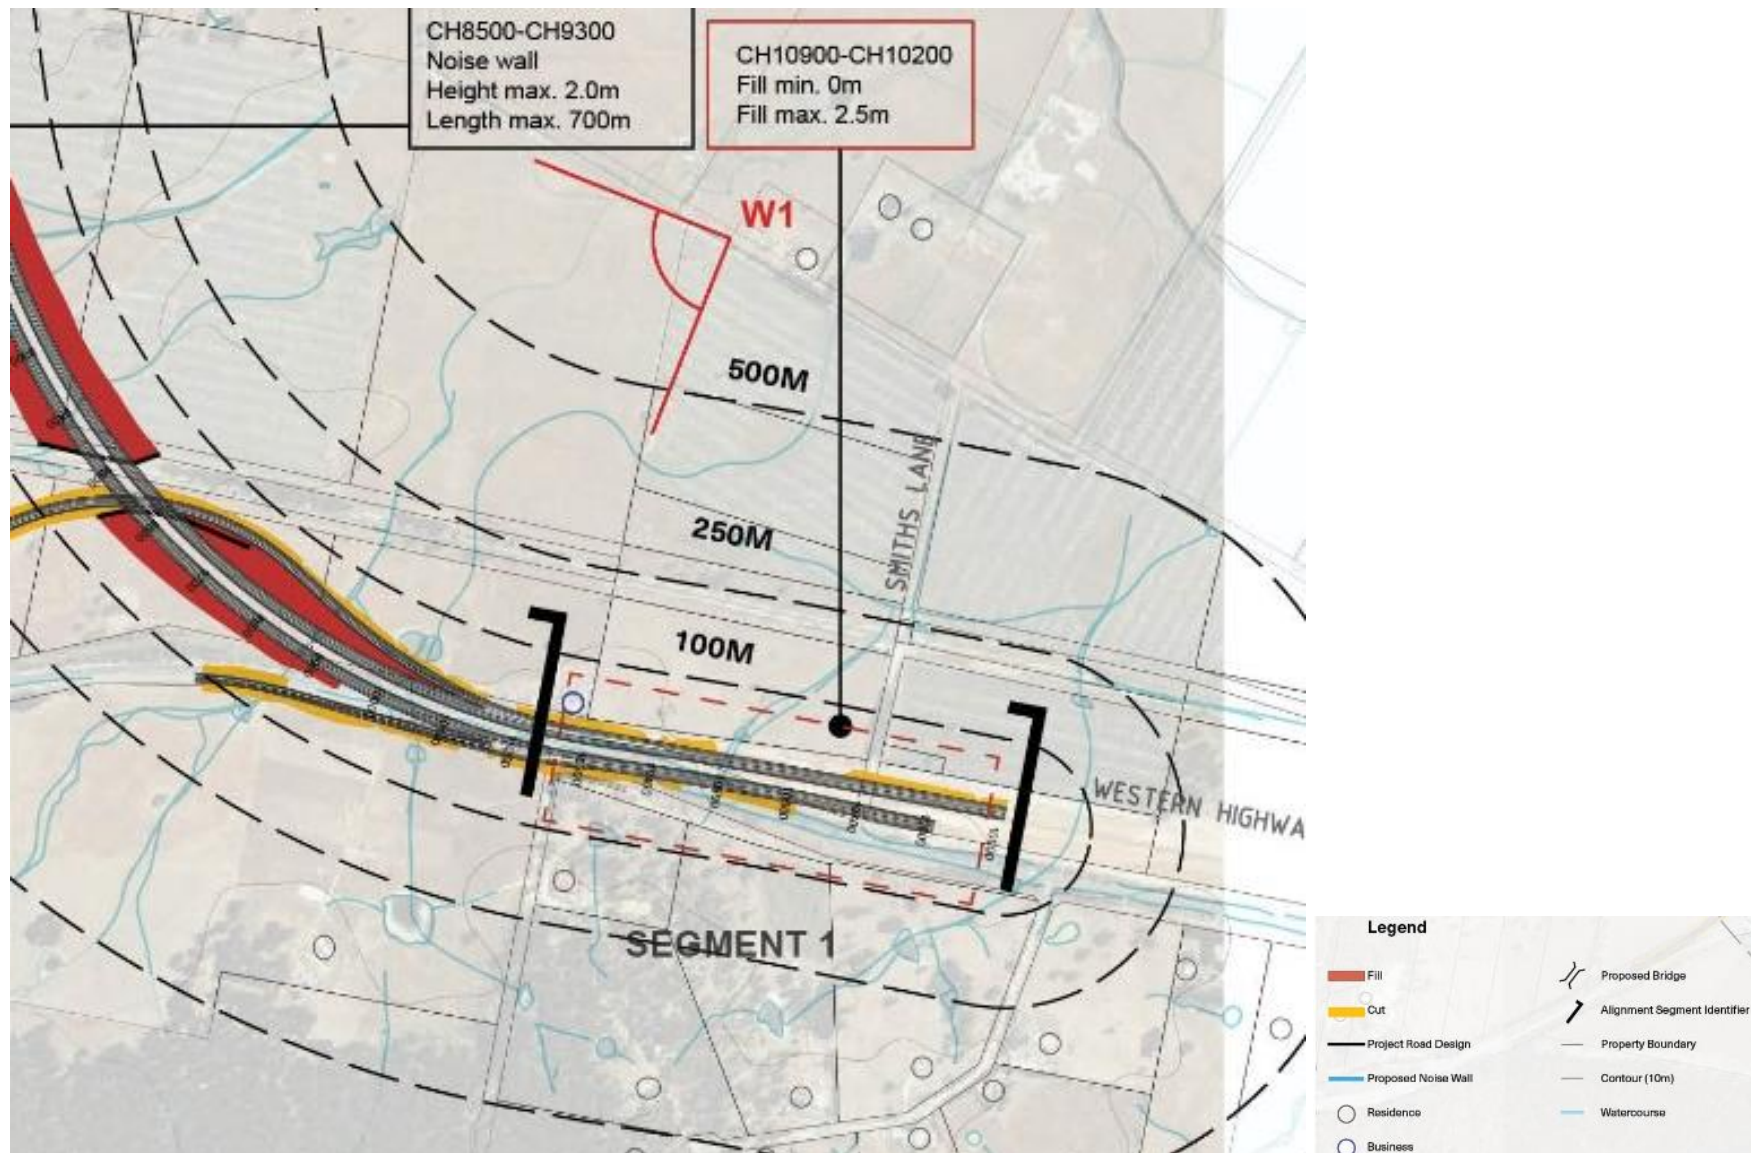 CH8500-CH9300
Noise wall
Height max. 2.0m
Length max. 700m
CH10900-CH10200
Fill min. 0m
Fill max. 2.5m
W1
500M
SMITHS LANE
250M
100M
WESTERN HIGHWA
SEGMENT 1
Legend
Fill
Cut
Project Road Design
Proposed Noise Wall
Residence
Business
Proposed Bridge
Alignment Segment Identifier
Property Boundary
Contour (10m)
Watercourse